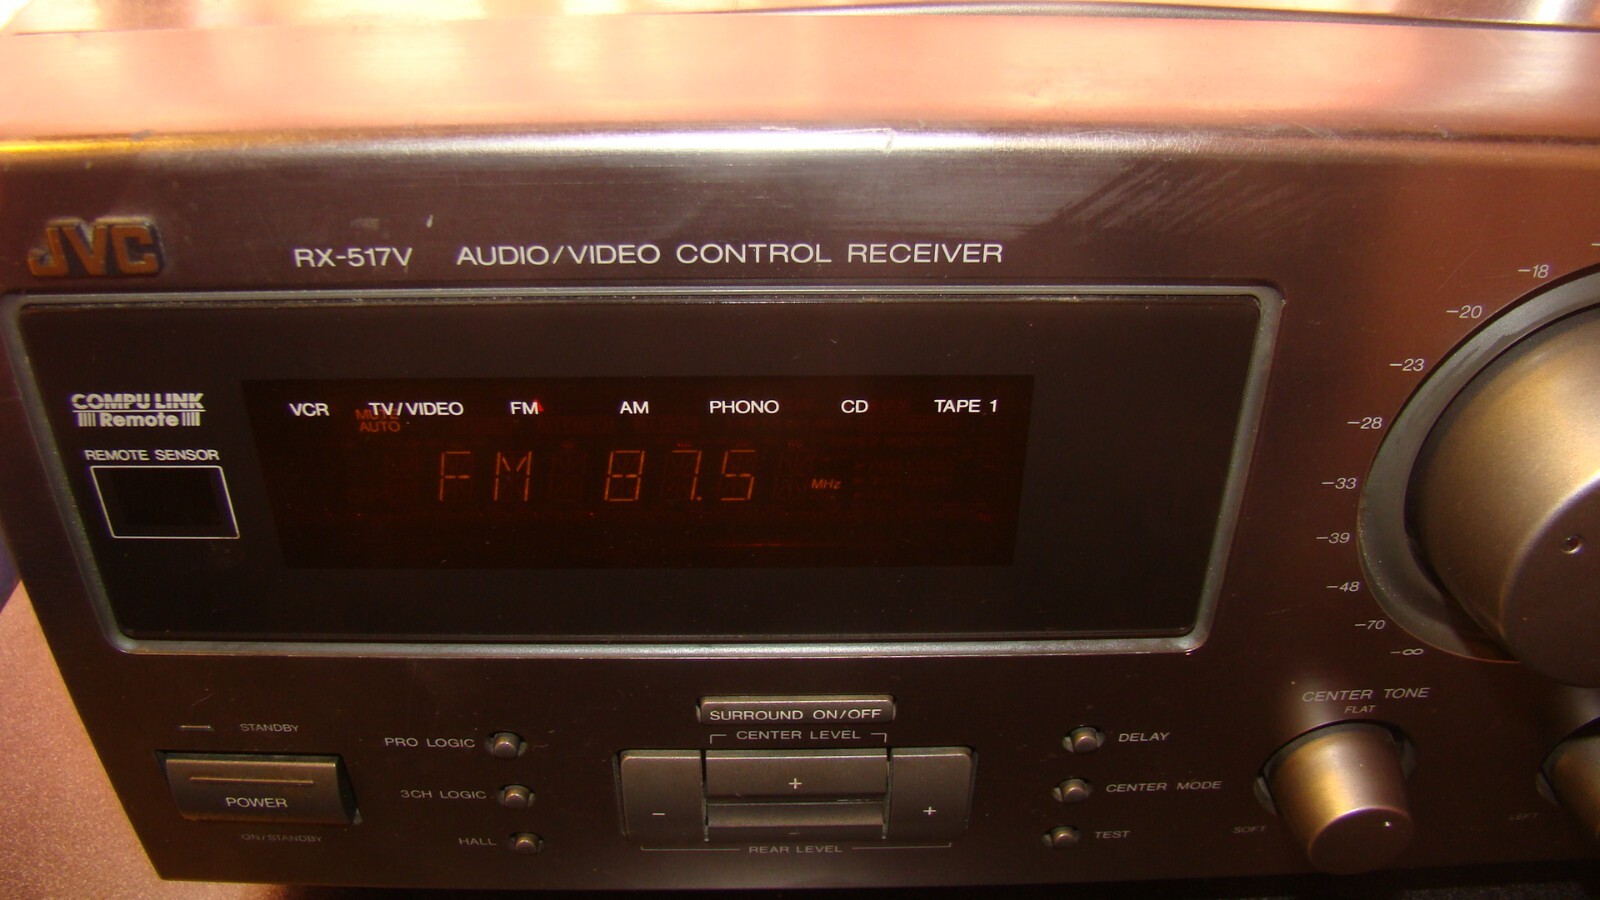 JVC
RX-517V AUDIO/VIDEO CONTROL RECEIVER
COMPU LINK
Remote
REMOTE SENSOR
VCR TV/VIDEO FM AM PHONO CD TAPE 1
MUTE
AUTO
FM 87.5 MHz
-18
-20
-23
-28
-33
-39
-48
-70
-∞
STANDBY
POWER
ON/STANDBY
PRO LOGIC
3CH LOGIC
HALL
SURROUND ON/OFF
CENTER LEVEL
+
- +
-
REAR LEVEL
DELAY
CENTER MODE
TEST
CENTER TONE
FLAT
SOFT
LEFT